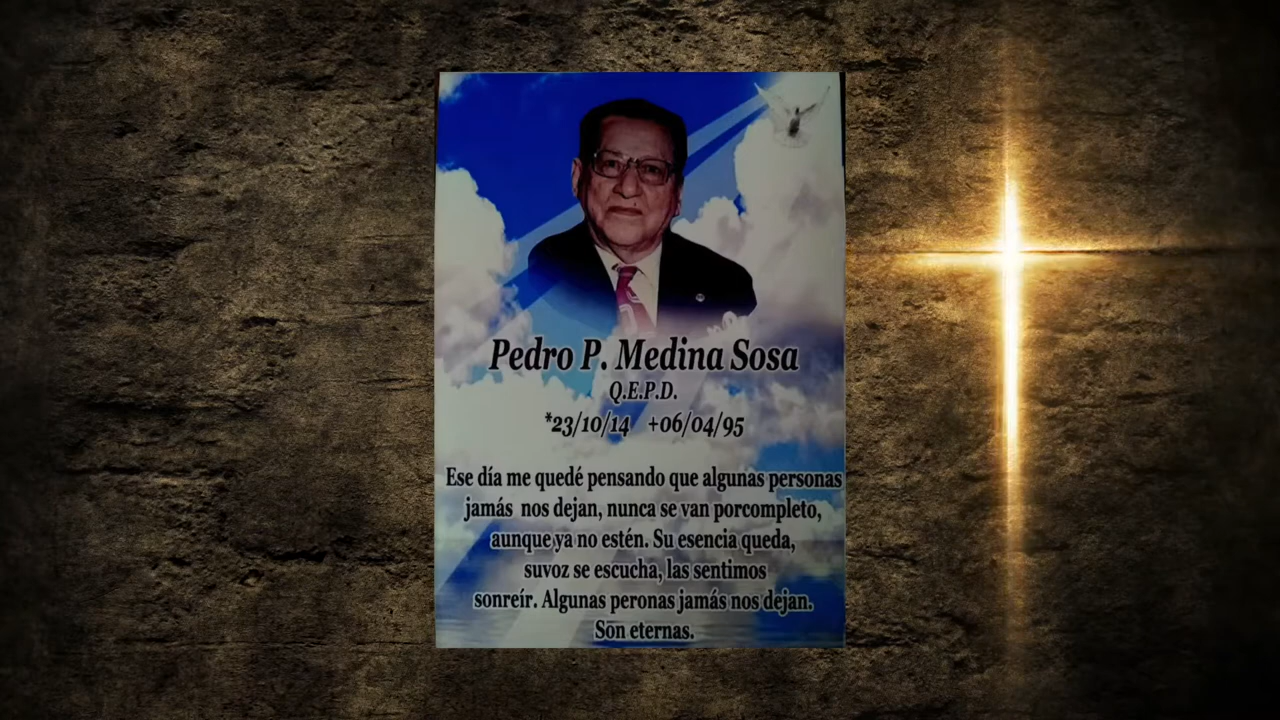 Pedro P. Medina Sosa
Q.E.P.D.
*23/10/14 +06/04/95
Ese día me quedé pensando que algunas personas
jamás nos dejan, nunca se van porcompleto,
aunque ya no estén. Su esencia queda,
suvoz se escucha, las sentimos
sonreír. Algunas peronas jamás nos dejan.
Son eternas.